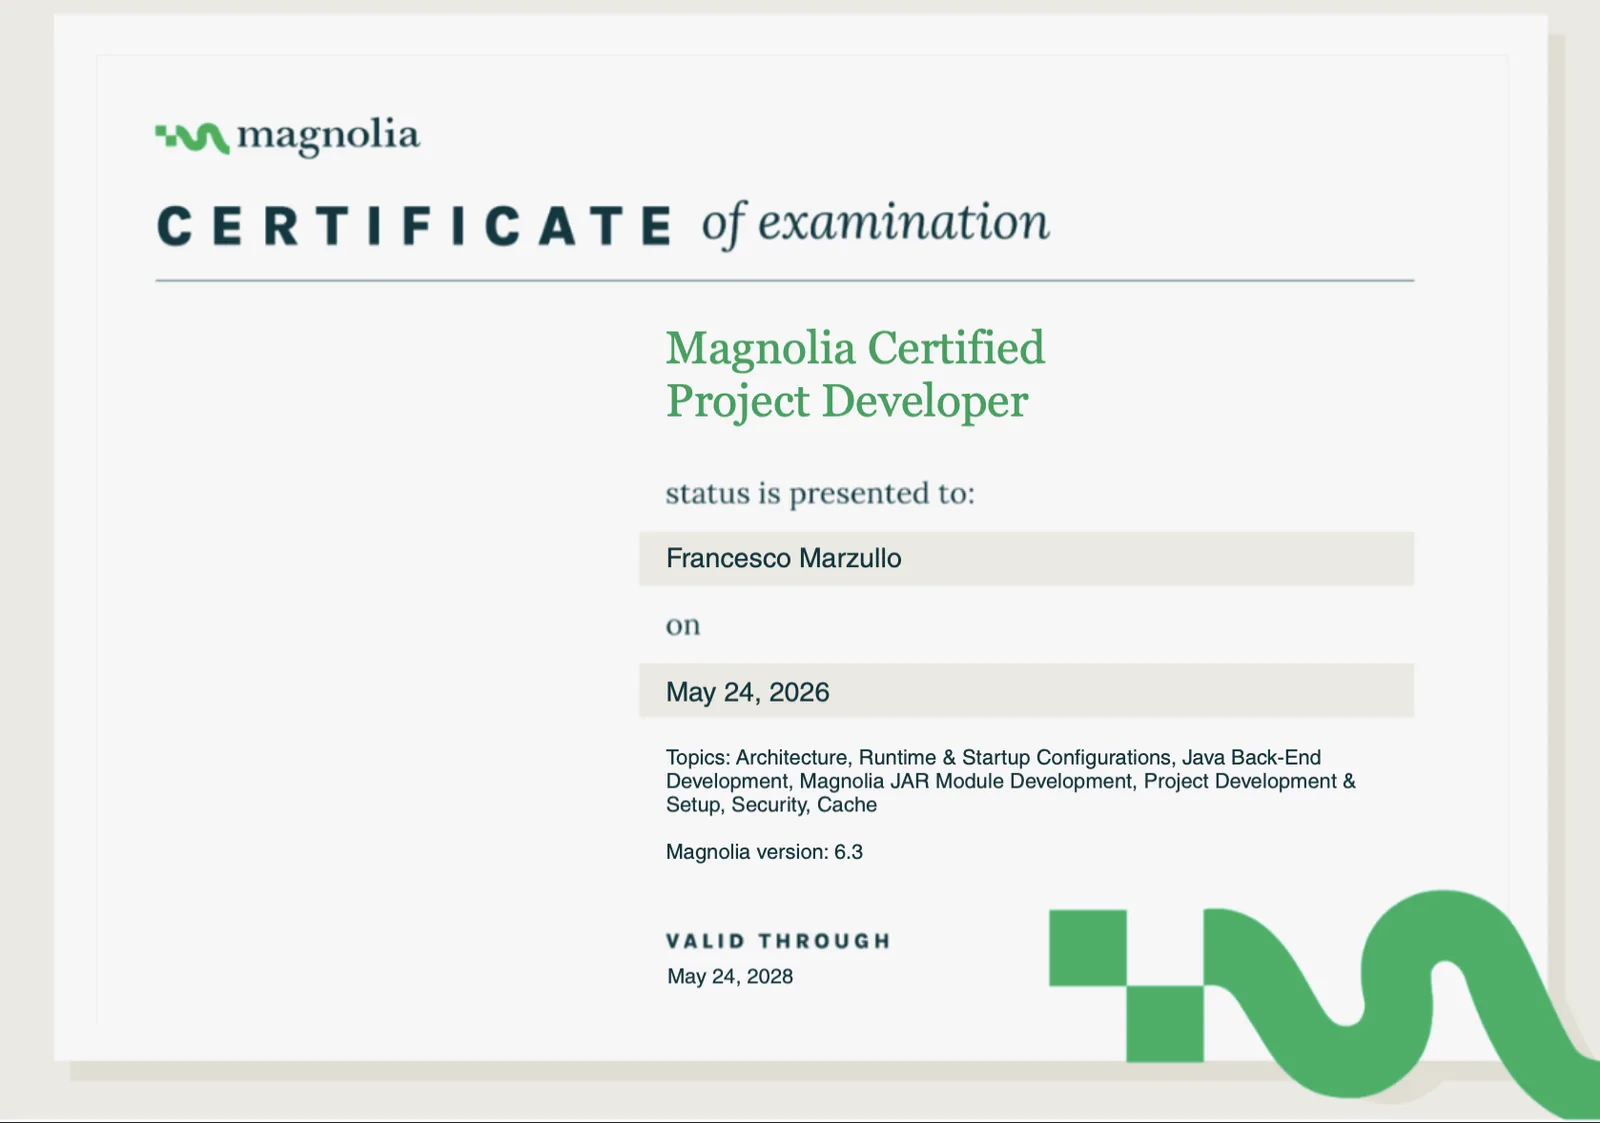 magnolia
CERTIFICATE of examination
Magnolia Certified
Project Developer
status is presented to:
Francesco Marzullo
on
May 24, 2026
Topics: Architecture, Runtime & Startup Configurations, Java Back-End
Development, Magnolia JAR Module Development, Project Development &
Setup, Security, Cache
Magnolia version: 6.3
VALID THROUGH
May 24, 2028